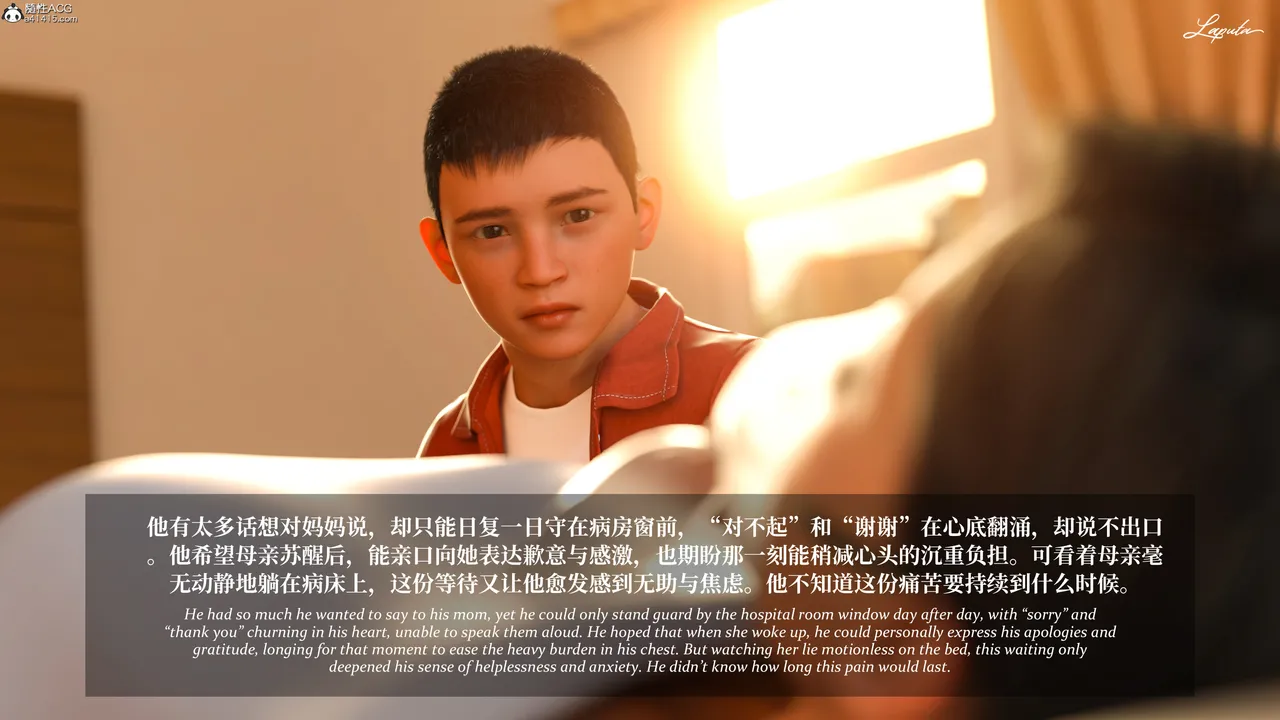 隨性ACG
a41415.com
Laputa
他有太多话想对妈妈说，却只能日复一日守在病房窗前，“对不起”和“谢谢”在心底翻涌，却说不出口
。他希望母亲苏醒后，能亲口向她表达歉意与感激，也期盼那一刻能稍减心头的沉重负担。可看着母亲毫
无动静地躺在病床上，这份等待又让他愈发感到无助与焦虑。他不知道这份痛苦要持续到什么时候。
He had so much he wanted to say to his mom, yet he could only stand guard by the hospital room window day after day, with “sorry” and
“thank you” churning in his heart, unable to speak them aloud. He hoped that when she woke up, he could personally express his apologies and
gratitude, longing for that moment to ease the heavy burden in his chest. But watching her lie motionless on the bed, this waiting only
deepened his sense of helplessness and anxiety. He didn’t know how long this pain would last.